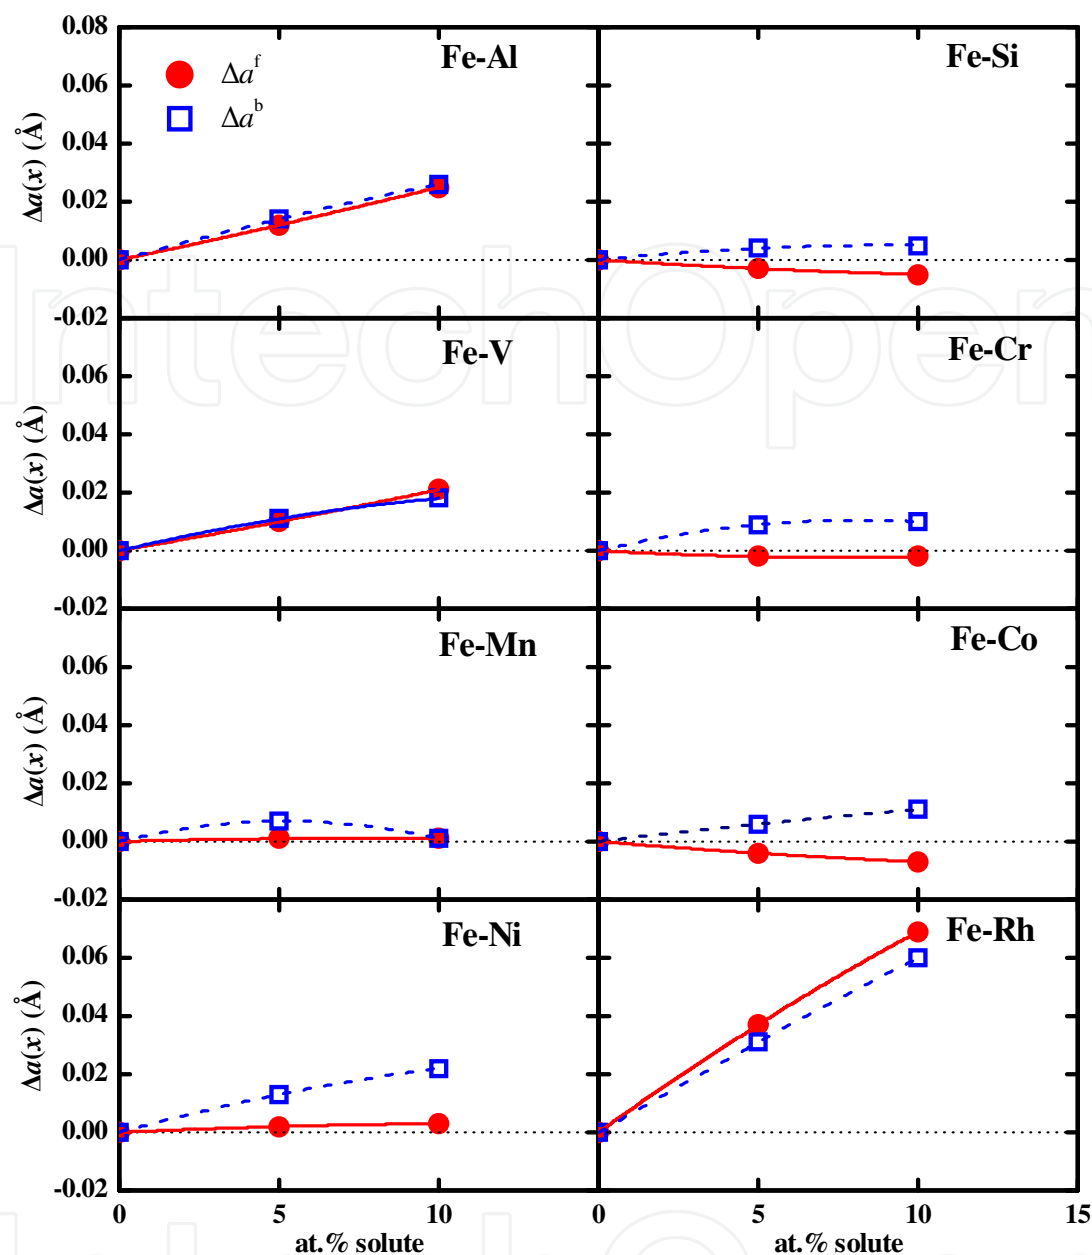 0.08
Fe-Al
Fe-Si
Δa^f
Δa^b
0.06
0.04
0.02
0.00
-0.02
Δa(x) (Å)
Fe-V
Fe-Cr
0.06
0.04
0.02
0.00
-0.02
Δa(x) (Å)
Fe-Mn
Fe-Co
0.06
0.04
0.02
0.00
-0.02
Δa(x) (Å)
Fe-Ni
Fe-Rh
0.06
0.04
0.02
0.00
-0.02
Δa(x) (Å)
0 5 10 0 5 10 15
at.% solute at.% solute
IntechOpen